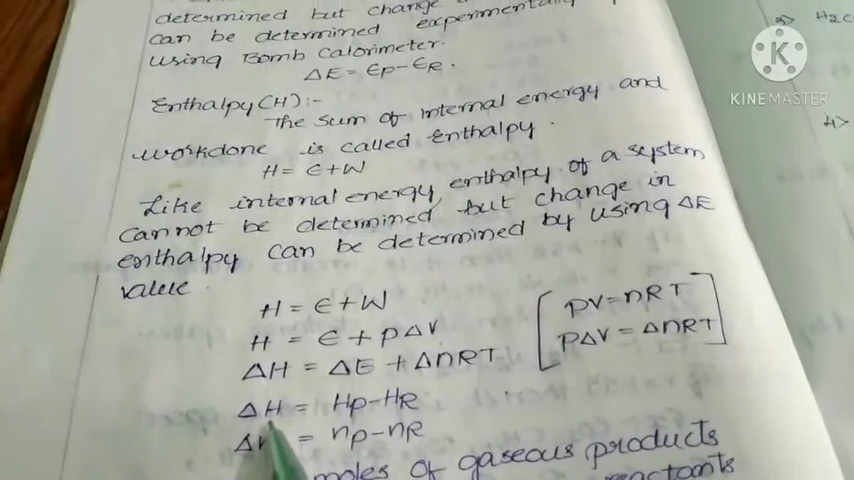 determined but change
can be determined experimentally
using Bomb calorimeter.
ΔE = EP - ER.
Enthalpy (H) :-
The sum of internal energy and
workdone is called Enthalpy.
H = E + W
Like internal energy, enthalpy of a system
cannot be determined, but change in
enthalpy can be determined by using ΔE
value.
H = E + W
H = E + PΔV
ΔH = ΔE + ΔnRT
[PV = nRT
PΔV = ΔnRT]
ΔH = HP - HR
= nP - nR
moles of gaseous products
reactants
3)
4)
KINEMASTER